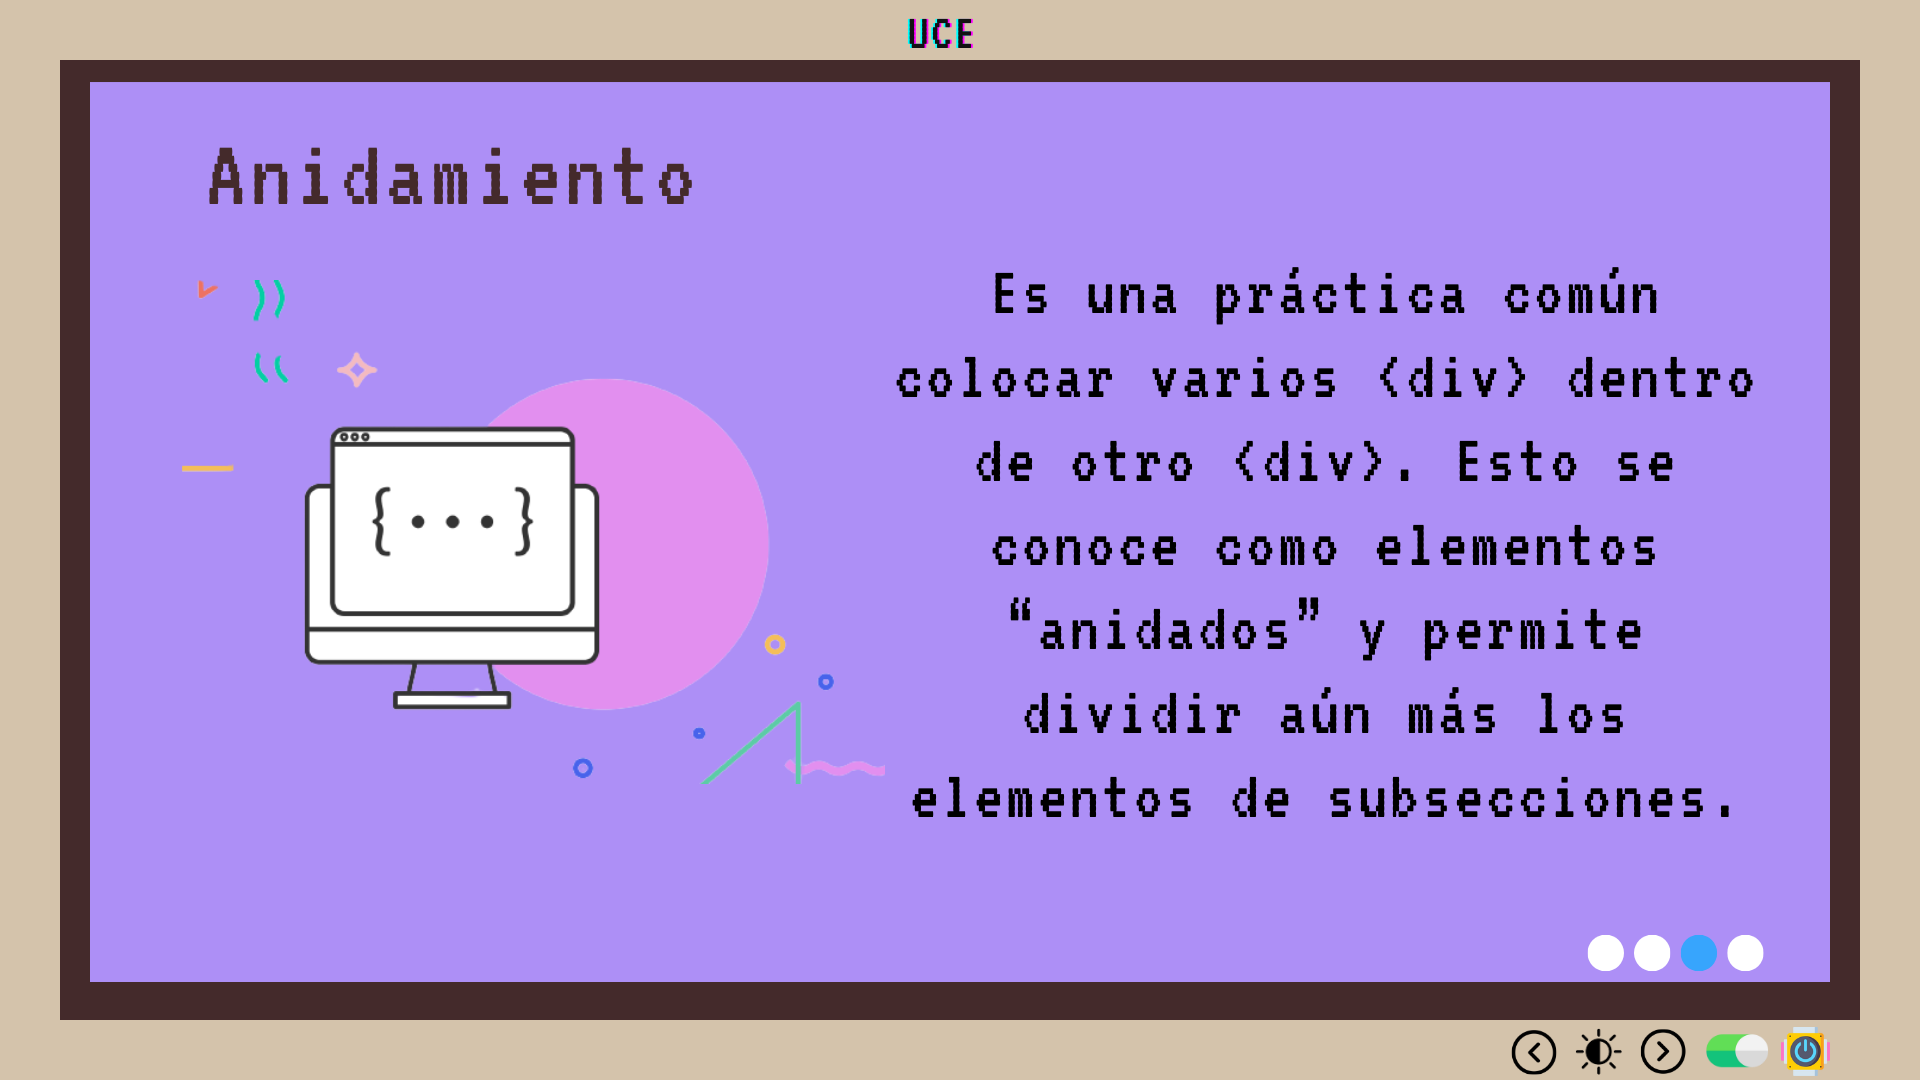 UCE
Anidamiento
Es una práctica común
colocar varios <div> dentro
de otro <div>. Esto se
conoce como elementos
“anidados” y permite
dividir aún más los
elementos de subsecciones.
{...}